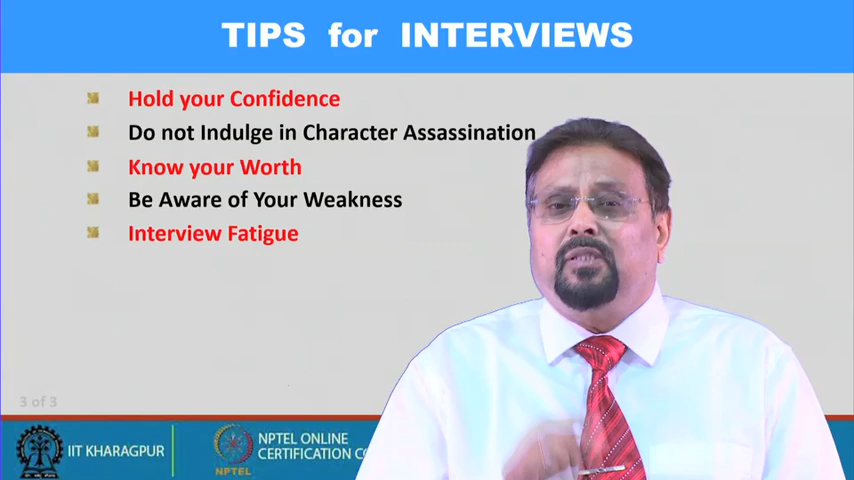 TIPS for INTERVIEWS
Hold your Confidence
Do not Indulge in Character Assassination
Know your Worth
Be Aware of Your Weakness
Interview Fatigue
3 of 3
IIT KHARAGPUR
NPTEL
NPTEL ONLINE
CERTIFICATION